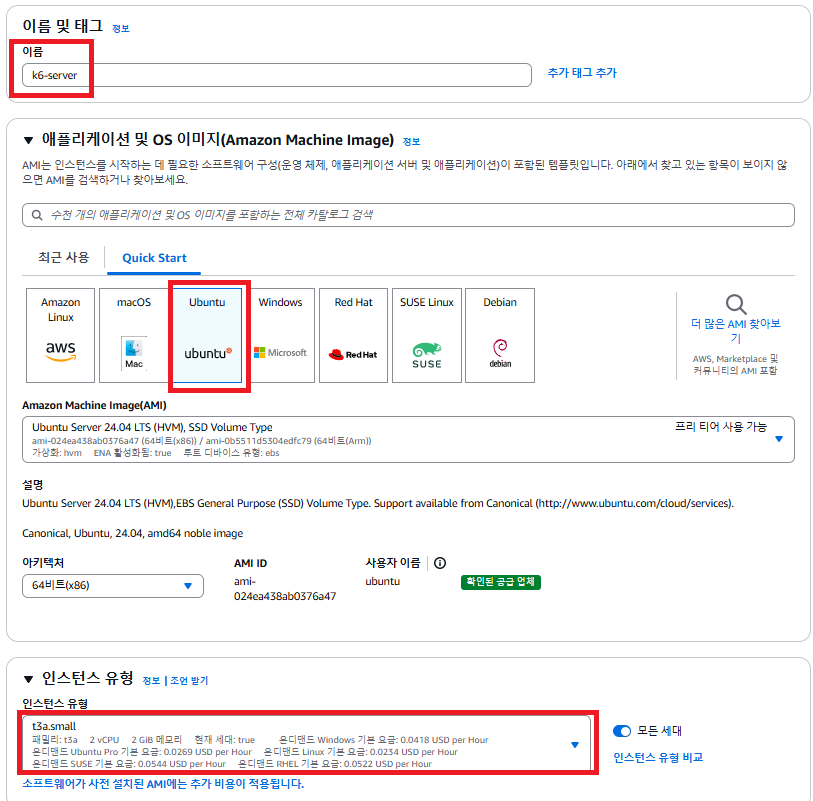 이름 및 태그 정보
이름
k6-server
추가 태그 추가
애플리케이션 및 OS 이미지(Amazon Machine Image) 정보
AMI는 인스턴스를 시작하는 데 필요한 소프트웨어 구성(운영 체제, 애플리케이션 서버 및 애플리케이션)이 포함된 템플릿입니다. 아래에서 찾고 있는 항목이 보이지 않
으면 AMI를 검색하거나 찾아보세요.
수천 개의 애플리케이션 및 OS 이미지를 포함하는 전체 카탈로그 검색
최근 사용
Quick Start
Amazon
Linux
aws
macOS
Mac
Ubuntu
ubuntu
Windows
Microsoft
Red Hat
Red Hat
SUSE Linux
SUSE
Debian
debian
더 많은 AMI 찾아보
기
AWS, Marketplace 및
커뮤니티의 AMI 포함
Amazon Machine Image(AMI)
Ubuntu Server 24.04 LTS (HVM), SSD Volume Type
프리 티어 사용 가능
ami-024ea438ab0376a47 (64비트(x86)) / ami-0b5511d5304edfc79 (64비트(Arm))
가상화: hvm ENA 활성화됨: true 루트 디바이스 유형: ebs
설명
Ubuntu Server 24.04 LTS (HVM),EBS General Purpose (SSD) Volume Type. Support available from Canonical (http://www.ubuntu.com/cloud/services).
Canonical, Ubuntu, 24.04, amd64 noble image
아키텍처
64비트(x86)
AMI ID
ami-
024ea438ab0376a47
사용자 이름
ubuntu
확인된 공급 업체
인스턴스 유형 정보 | 조언 받기
인스턴스 유형
t3a.small
패밀리: t3a 2 vCPU 2 GiB 메모리 현재 세대: true 온디맨드 Windows 기본 요금: 0.0418 USD per Hour
온디맨드 Ubuntu Pro 기본 요금: 0.0269 USD per Hour 온디맨드 Linux 기본 요금: 0.0234 USD per Hour
온디맨드 SUSE 기본 요금: 0.0544 USD per Hour 온디맨드 RHEL 기본 요금: 0.0522 USD per Hour
모든 세대
인스턴스 유형 비교
소프트웨어가 사전 설치된 AMI에는 추가 비용이 적용됩니다.